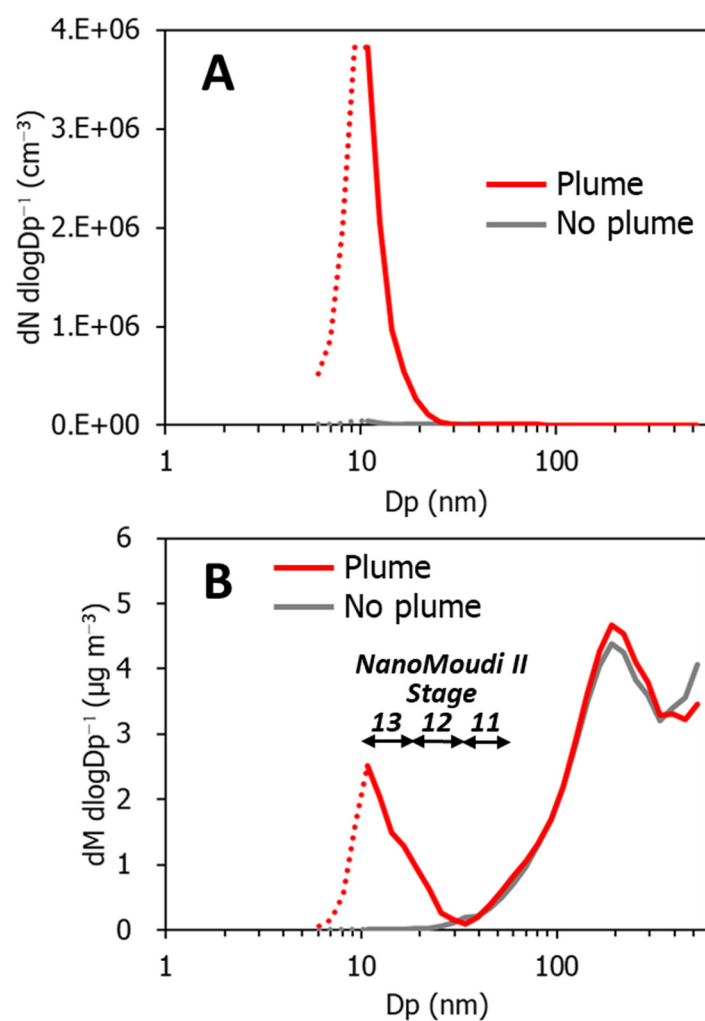 A
4.E+06
3.E+06
2.E+06
1.E+06
0.E+00
dN dlogDp⁻¹ (cm⁻³)
Plume
No plume
1 10 100
Dp (nm)
B
6
5
4
3
2
1
0
dM dlogDp⁻¹ (µg m⁻³)
Plume
No plume
NanoMoudi II
Stage
13 12 11
1 10 100
Dp (nm)